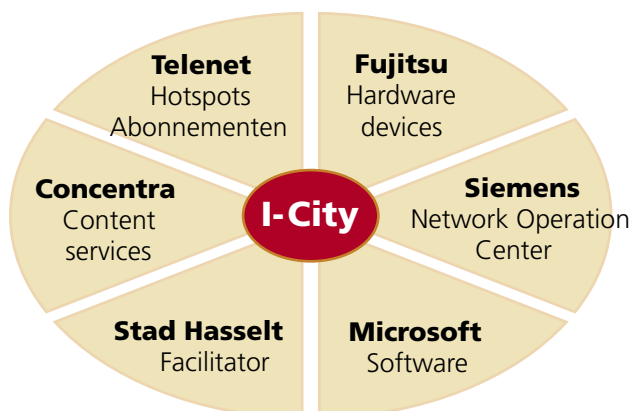 Telenet
Hotspots
Abonnementen
Fujitsu
Hardware
devices
Concentra
Content
services
I-City
Siemens
Network Operation
Center
Stad Hasselt
Facilitator
Microsoft
Software